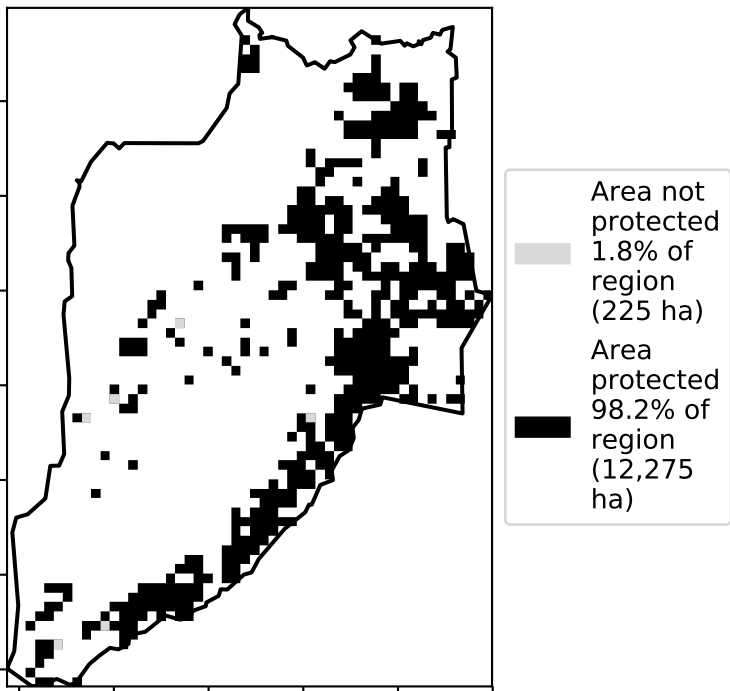 Area not
protected
1.8% of
region
(225 ha)
Area
protected
98.2% of
region
(12,275
ha)